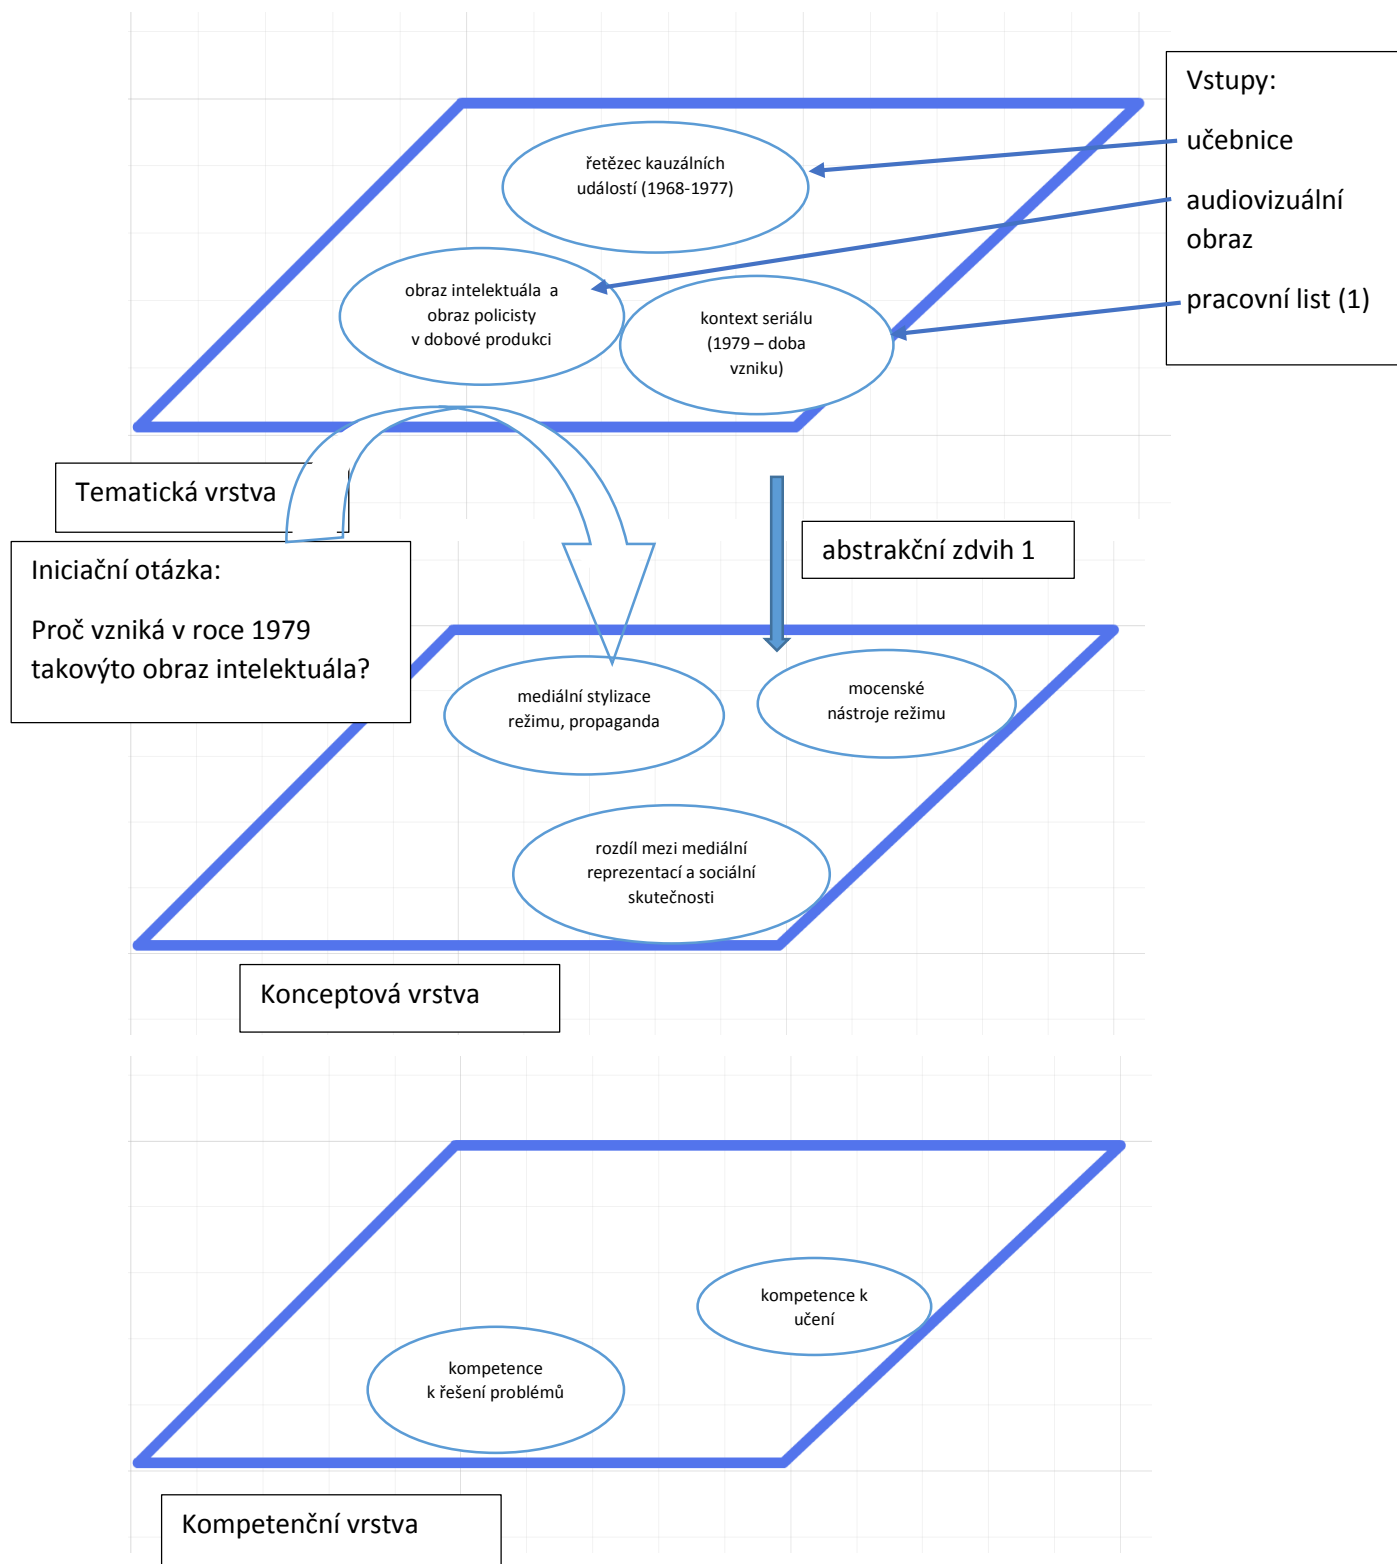 Vstupy:
učebnice
audiovizuální
obraz
pracovní list (1)
řetězec kauzálních
událostí (1968-1977)
obraz intelektuála a
obraz policisty
v dobové produkci
kontext seriálu
(1979 – doba
vzniku)
Tematická vrstva
Iniciační otázka:
Proč vzniká v roce 1979
takovýto obraz intelektuála?
abstrakční zdvih 1
mediální stylizace
režimu, propaganda
mocenské
nástroje režimu
rozdíl mezi mediální
reprezentací a sociální
skutečnosti
Konceptová vrstva
kompetence k
učení
kompetence
k řešení problémů
Kompetenční vrstva